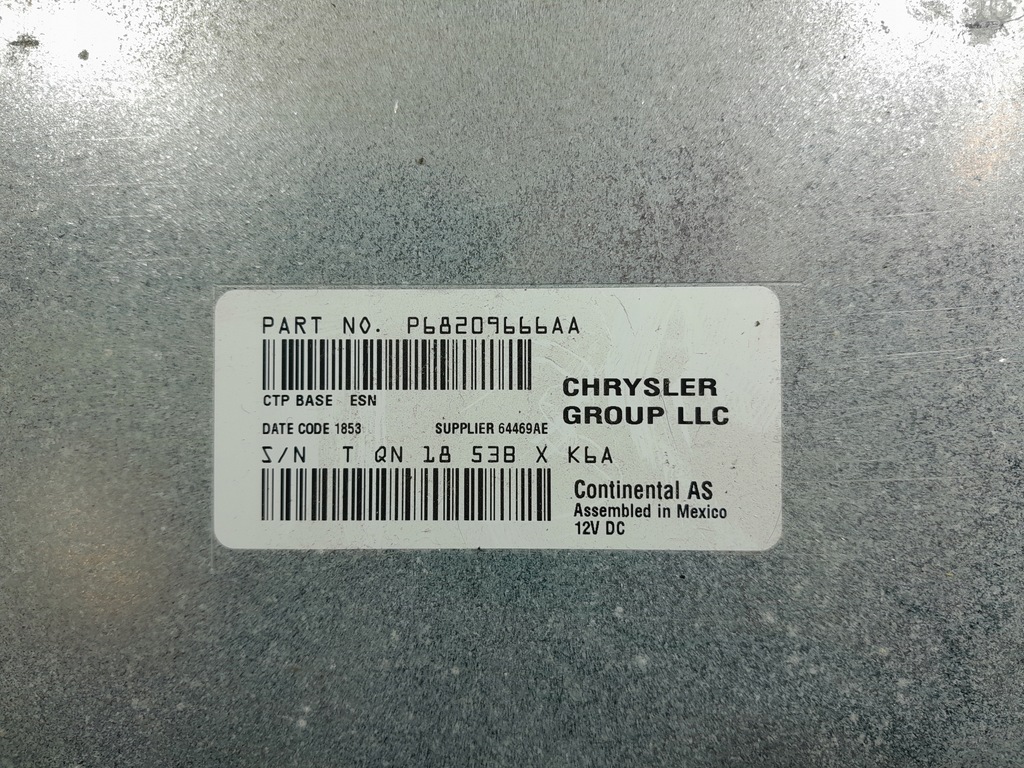 PART NO. P68209666AA
CTP BASE ESN
CHRYSLER
GROUP LLC
DATE CODE 1853
SUPPLIER 64469AE
S/N T QN 18 538 X K6A
Continental AS
Assembled in Mexico
12V DC